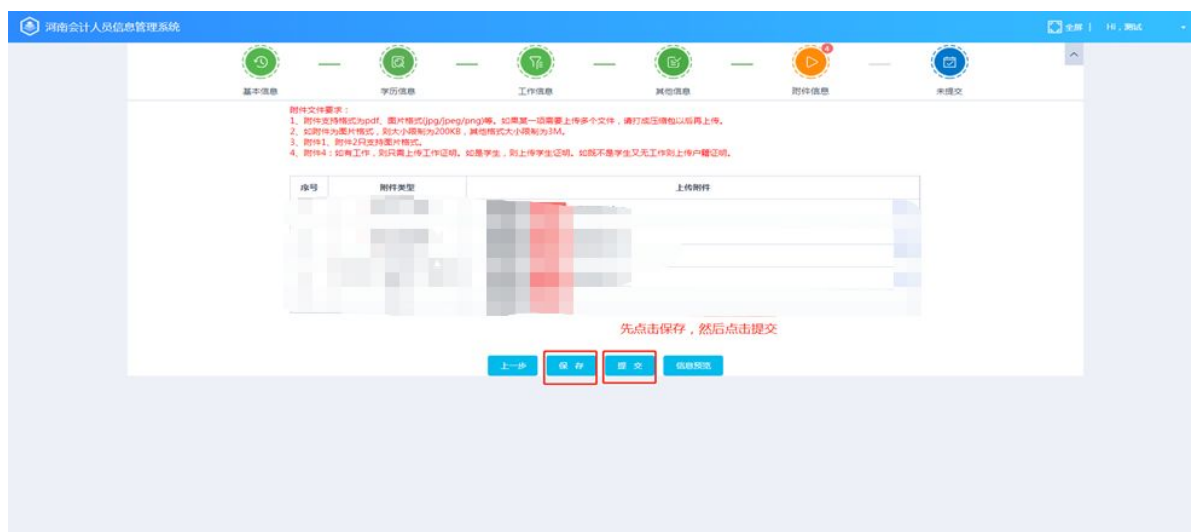 河南会计人员信息管理系统
全屏 | Hi , 测试
4
基本信息 学历信息 工作信息 其他信息 附件信息 未提交
附件文件要求：
1、附件支持格式为pdf、图片格式(jpg/jpeg/png)等。如果某一项需要上传多个文件，请打成压缩包以后再上传。
2、如附件为图片格式，则大小限制为200KB，其他格式大小限制为3M。
3、附件1、附件2只支持图片格式。
4、附件4：如有工作，则只需上传工作证明。如是学生，则上传学生证明。如既不是学生又无工作则上传户籍证明。
序号 附件类型 上传附件
先点击保存，然后点击提交
上一步 保 存 提 交 信息预览